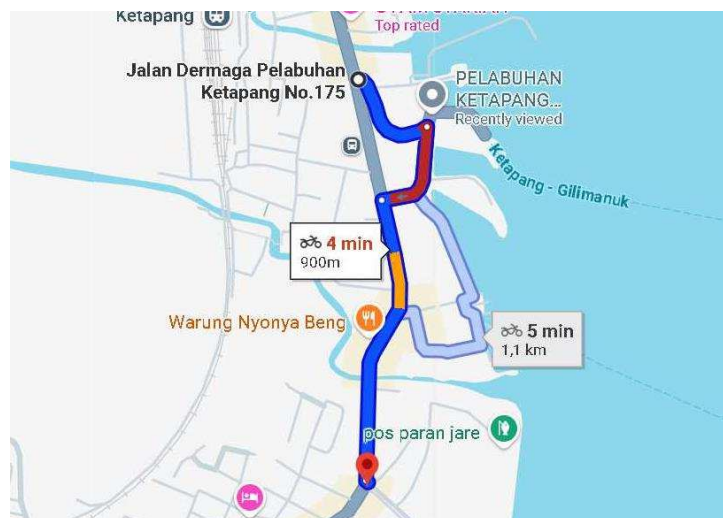 Ketapang
Top rated
Jalan Dermaga Pelabuhan
Ketapang No.175
PELABUHAN
KETAPANG...
Recently viewed
Ketapang - Gilimanuk
4 min
900m
Warung Nyonya Beng
5 min
1,1 km
pos paran jare